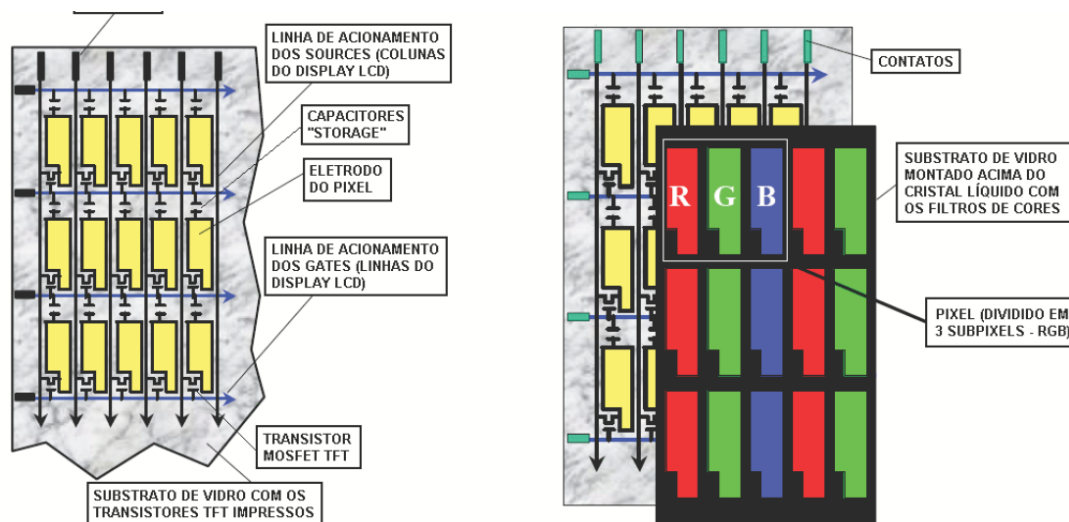 LINHA DE ACIONAMENTO
DOS SOURCES (COLUNAS
DO DISPLAY LCD)
CAPACITORES
"STORAGE"
ELETRODO
DO PIXEL
LINHA DE ACIONAMENTO
DOS GATES (LINHAS DO
DISPLAY LCD)
TRANSISTOR
MOSFET TFT
SUBSTRATO DE VIDRO COM OS
TRANSISTORES TFT IMPRESSOS
CONTATOS
SUBSTRATO DE VIDRO
MONTADO ACIMA DO
CRISTAL LÍQUIDO COM
OS FILTROS DE CORES
R G B
PIXEL (DIVIDIDO EM
3 SUBPIXELS - RGB)